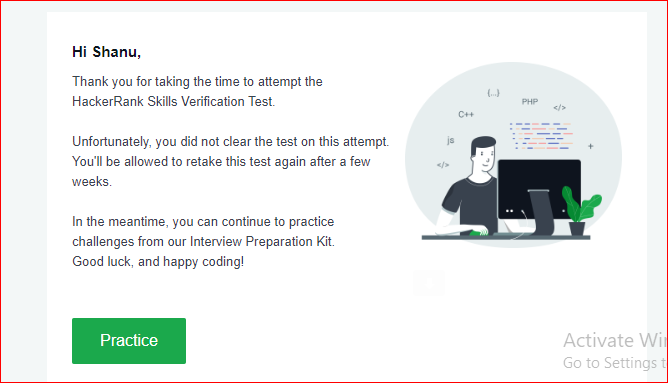 Hi Shanu,
Thank you for taking the time to attempt the
HackerRank Skills Verification Test.
Unfortunately, you did not clear the test on this attempt.
You'll be allowed to retake this test again after a few
weeks.
In the meantime, you can continue to practice
challenges from our Interview Preparation Kit.
Good luck, and happy coding!
Practice
{...}
PHP
</>
C++
js
</>
+
Activate Win
Go to Settings t